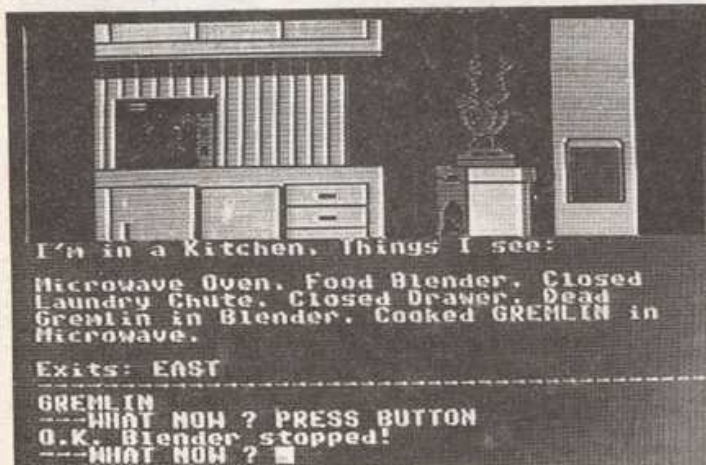 I'm in a Kitchen. Things I see:
Microwave Oven. Food Blender. Closed
Laundry Chute. Closed Drawer. Dead
Gremlin in Blender. Cooked GREMLIN in
Microwave.
Exits: EAST
GREMLIN
---WHAT NOW ? PRESS BUTTON
O.K. Blender stopped!
---WHAT NOW ?